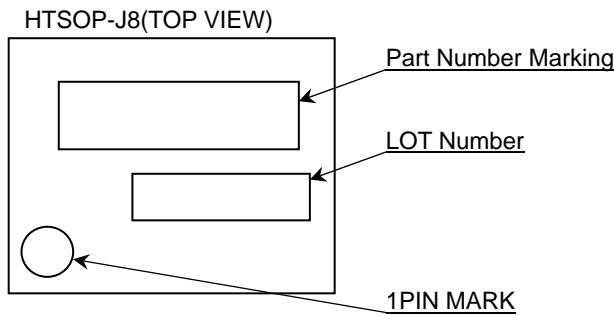 HTSOP-J8(TOP VIEW)
Part Number Marking
LOT Number
1PIN MARK